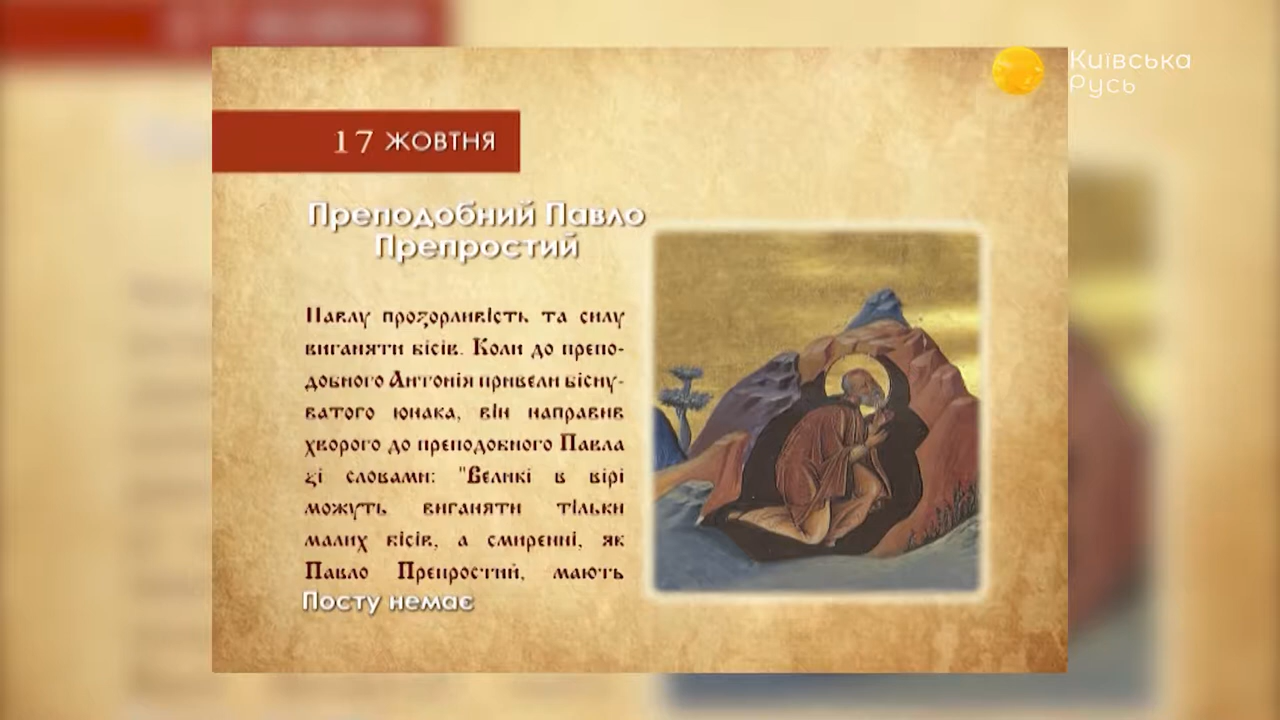 Київська
Русь
17 ЖОВТНЯ
Преподобний Павло
Препростий
Павлу прозорливість та силу
виганяти бісів. Коли до препо-
добного Антонія привели бісну-
ватого юнака, він направив
хворого до преподобного Павла
зі словами: "Великі в вірі
можуть виганяти тільки
малих бісів, а смиренні, як
Павло Препростий, мають
Посту немає